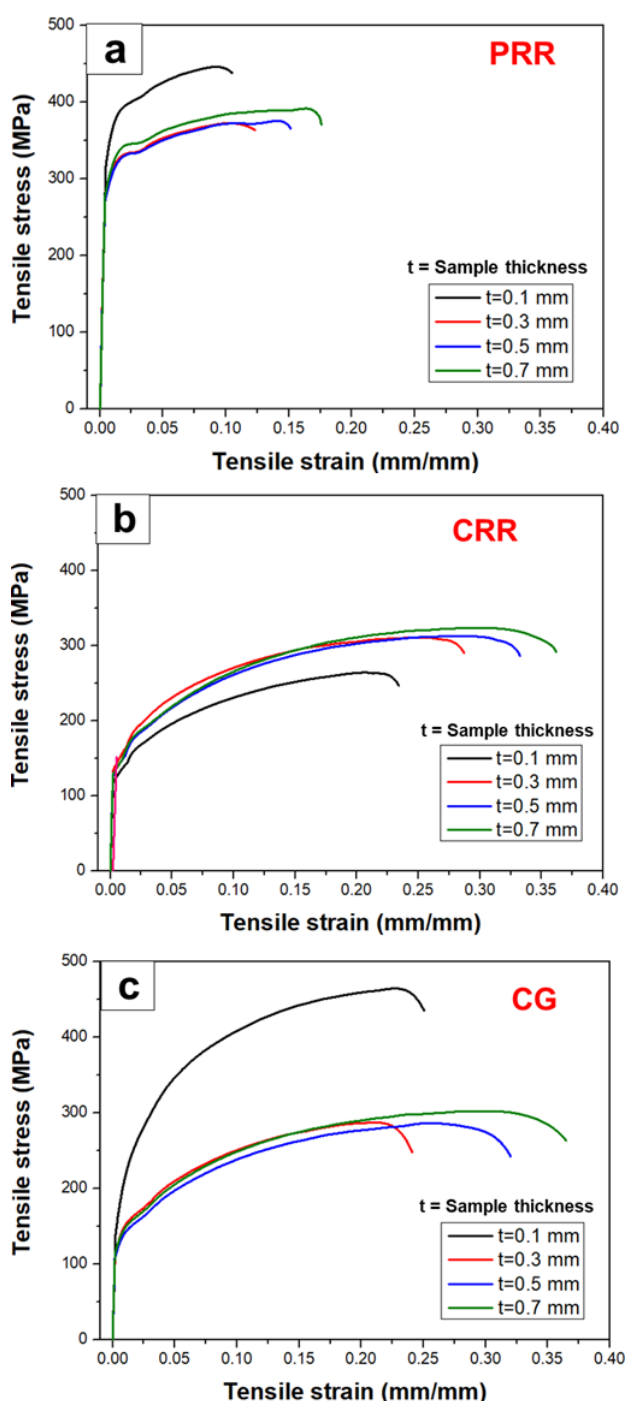 a
PRR
500
400
300
200
100
0
Tensile stress (MPa)
t = Sample thickness
t=0.1 mm
t=0.3 mm
t=0.5 mm
t=0.7 mm
0.00 0.05 0.10 0.15 0.20 0.25 0.30 0.35 0.40
Tensile strain (mm/mm)
b
CRR
500
400
300
200
100
0
Tensile stress (MPa)
t = Sample thickness
t=0.1 mm
t=0.3 mm
t=0.5 mm
t=0.7 mm
0.00 0.05 0.10 0.15 0.20 0.25 0.30 0.35 0.40
Tensile strain (mm/mm)
c
CG
500
400
300
200
100
0
Tensile stress (MPa)
t = Sample thickness
t=0.1 mm
t=0.3 mm
t=0.5 mm
t=0.7 mm
0.00 0.05 0.10 0.15 0.20 0.25 0.30 0.35 0.40
Tensile strain (mm/mm)